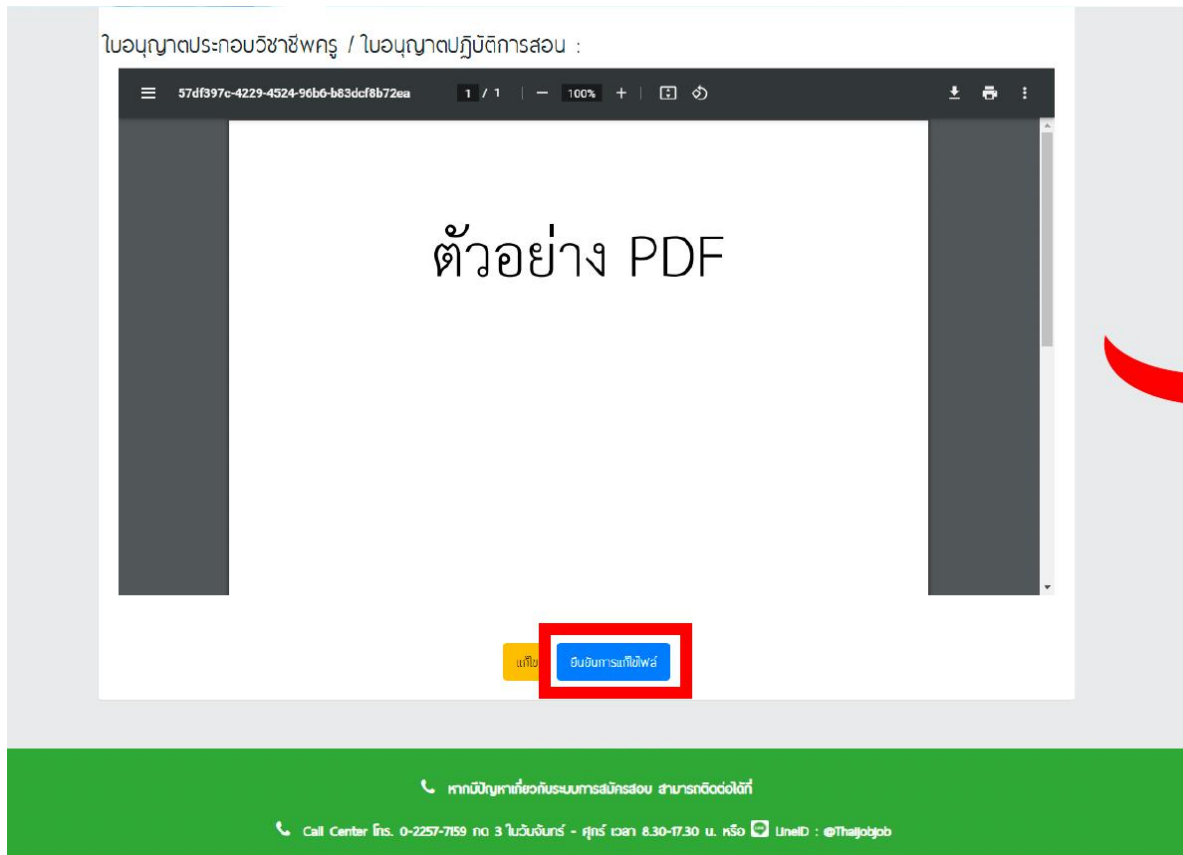 ใบอนุญาตประกอบวิชาชีพครู / ใบอนุญาตปฏิบัติการสอน :
57df397c-4229-4524-96b6-b83dcf8b72ea 1 / 1 100%
ตัวอย่าง PDF
แก้ไข ยืนยันการแก้ไขไฟล์
หากมีปัญหาเกี่ยวกับระบบการสมัครสอบ สามารถติดต่อได้ที่
Call Center โทร. 0-2257-7159 กด 3 ในวันจันทร์ - ศุกร์ เวลา 8.30-17.30 น. หรือ LineID : @Thaijobjob